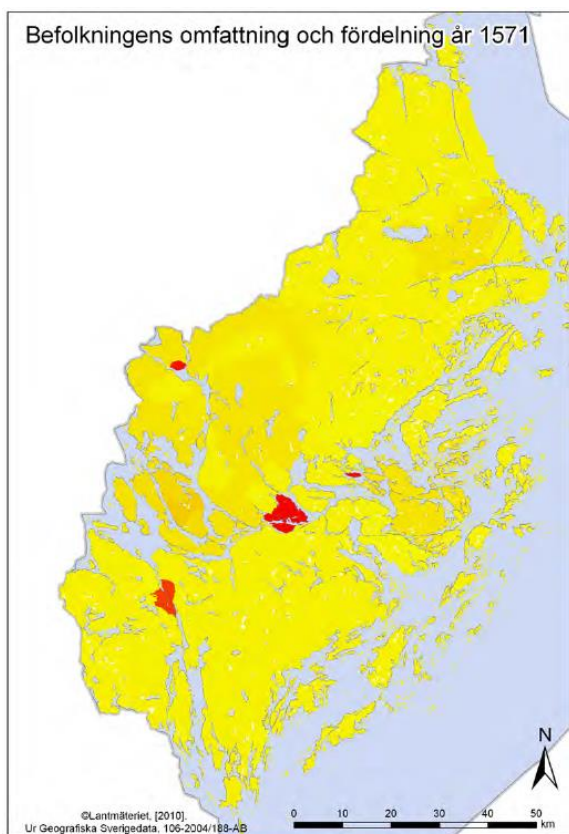 Befolkningens omfattning och fördelning år 1571
N
©Lantmäteriet, [2010].
Ur Geografiska Sverigedata, 106-2004/188-AB
0 10 20 30 40 50
km